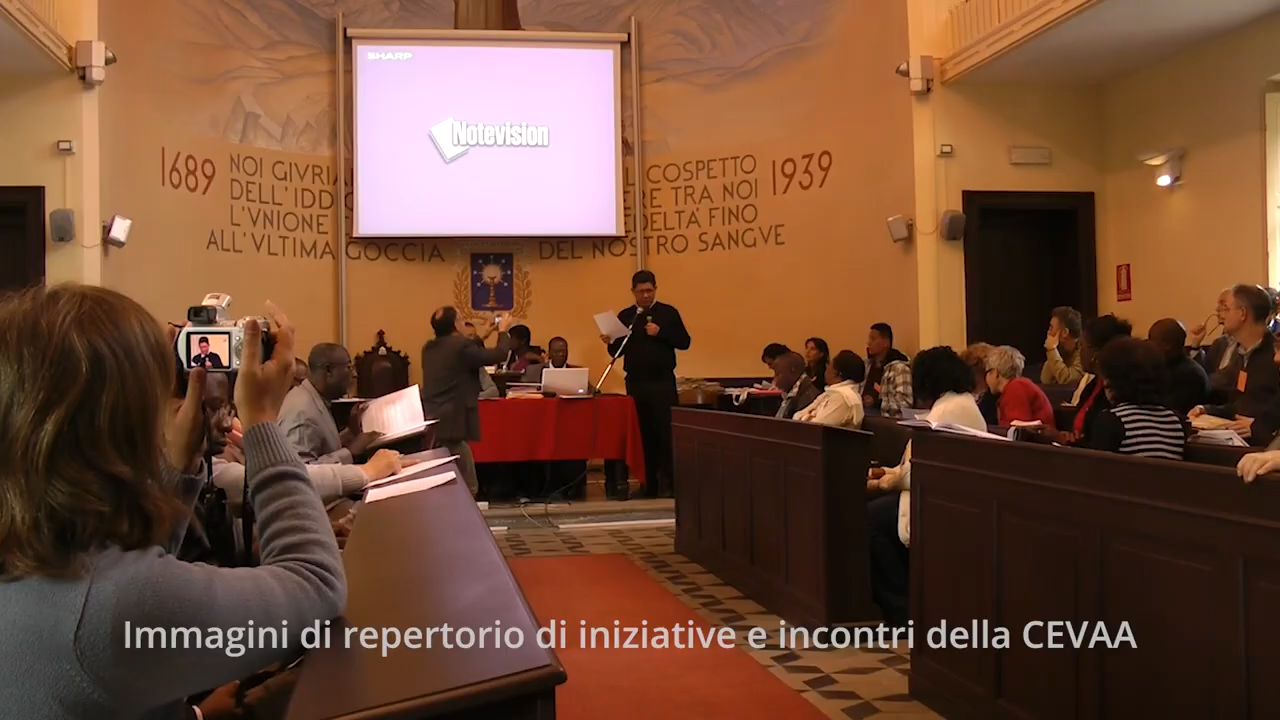 SHARP
Notevision
1689 NOI GIVRIA L COSPETTO 1939
DELL'IDD RE TRA NOI
L'VNIONE DELTA' FINO
ALL'VLTIMA GOCCIA DEL NOSTRO SANGVE
Immagini di repertorio di iniziative e incontri della CEVAA